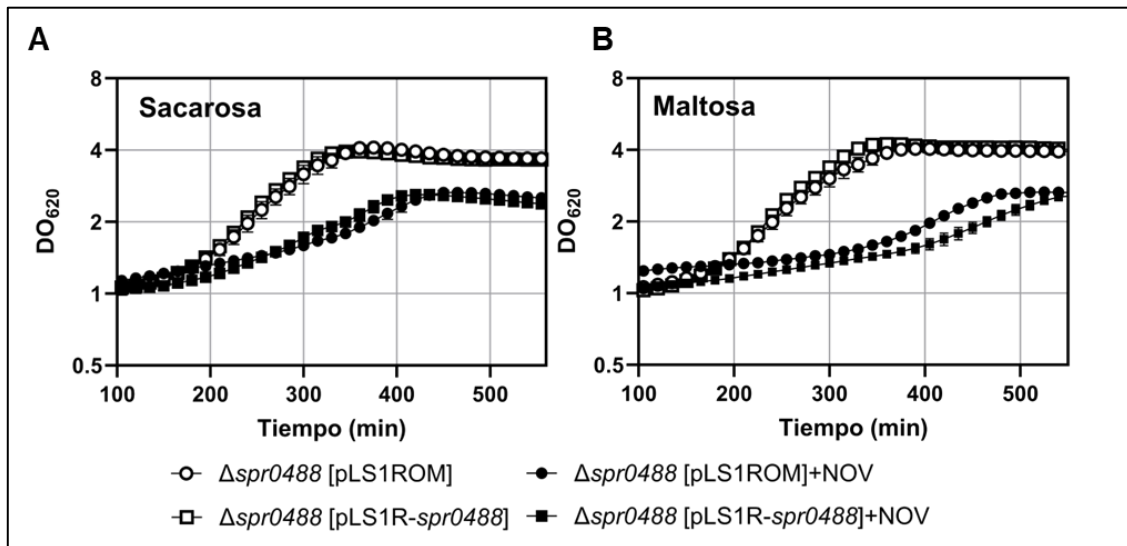 A
B
Sacarosa
Maltosa
DO620
8
4
2
1
0.5
100 200 300 400 500
Tiempo (min)
DO620
8
4
2
1
0.5
100 200 300 400 500
Tiempo (min)
Δspr0488 [pLS1ROM]
Δspr0488 [pLS1ROM]+NOV
Δspr0488 [pLS1R-spr0488]
Δspr0488 [pLS1R-spr0488]+NOV